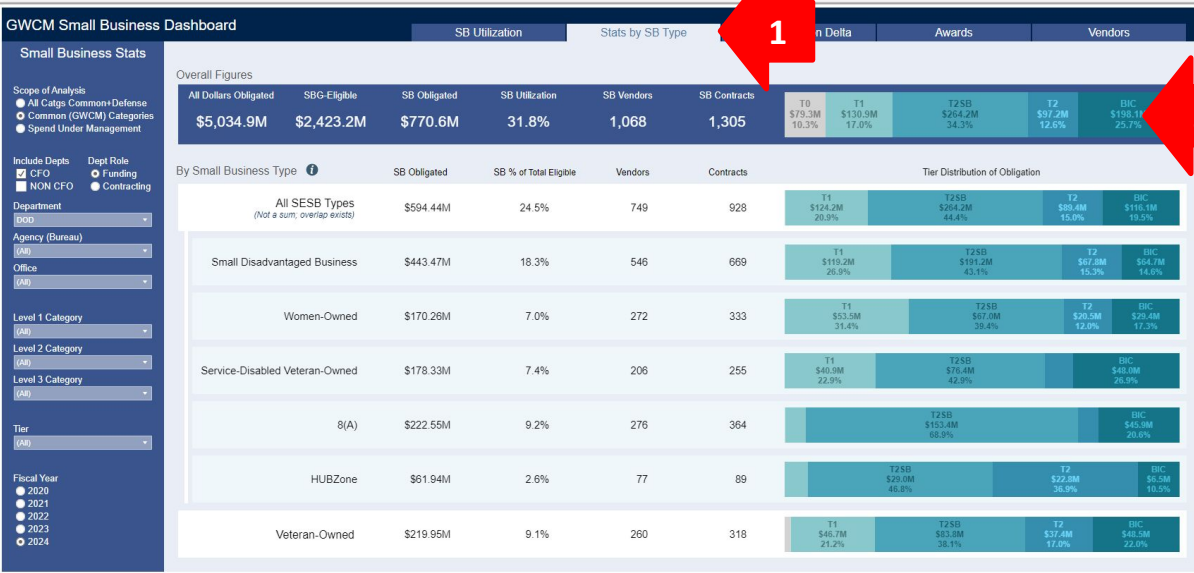 GWCM Small Business Dashboard
SB Utilization
Stats by SB Type
1
n Delta
Awards
Vendors
Small Business Stats
Scope of Analysis
All Catgs Common+Defense
Common (GWCM) Categories
Spend Under Management
Include Depts
Dept Role
CFO
Funding
NON CFO
Contracting
Department
DOD
Agency (Bureau)
(All)
Office
(All)
Level 1 Category
(All)
Level 2 Category
(All)
Level 3 Category
(All)
Tier
(All)
Fiscal Year
2020
2021
2022
2023
2024
Overall Figures
All Dollars Obligated
SBG-Eligible
SB Obligated
SB Utilization
SB Vendors
SB Contracts
$5,034.9M
$2,423.2M
$770.6M
31.8%
1,068
1,305
T0
$79.3M
10.3%
T1
$130.9M
17.0%
T2SB
$264.2M
34.3%
T2
$97.2M
12.6%
BIC
$198.1M
25.7%
By Small Business Type i
SB Obligated
SB % of Total Eligible
Vendors
Contracts
Tier Distribution of Obligation
All SESB Types
(Not a sum; overlap exists)
$594.44M
24.5%
749
928
T1
$124.2M
20.9%
T2SB
$264.2M
44.4%
T2
$89.4M
15.0%
BIC
$116.1M
19.5%
Small Disadvantaged Business
$443.47M
18.3%
546
669
T1
$119.2M
26.9%
T2SB
$191.2M
43.1%
T2
$67.8M
15.3%
BIC
$64.7M
14.6%
Women-Owned
$170.26M
7.0%
272
333
T1
$53.5M
31.4%
T2SB
$67.0M
39.4%
T2
$20.5M
12.0%
BIC
$29.4M
17.3%
Service-Disabled Veteran-Owned
$178.33M
7.4%
206
255
T1
$40.9M
22.9%
T2SB
$76.4M
42.9%
BIC
$48.0M
26.9%
8(A)
$222.55M
9.2%
276
364
T2SB
$153.4M
68.9%
BIC
$45.9M
20.6%
HUBZone
$61.94M
2.6%
77
89
T2SB
$29.0M
46.8%
T2
$22.8M
36.9%
BIC
$6.5M
10.5%
Veteran-Owned
$219.95M
9.1%
260
318
T1
$46.7M
21.2%
T2SB
$83.8M
38.1%
T2
$37.4M
17.0%
BIC
$48.5M
22.0%